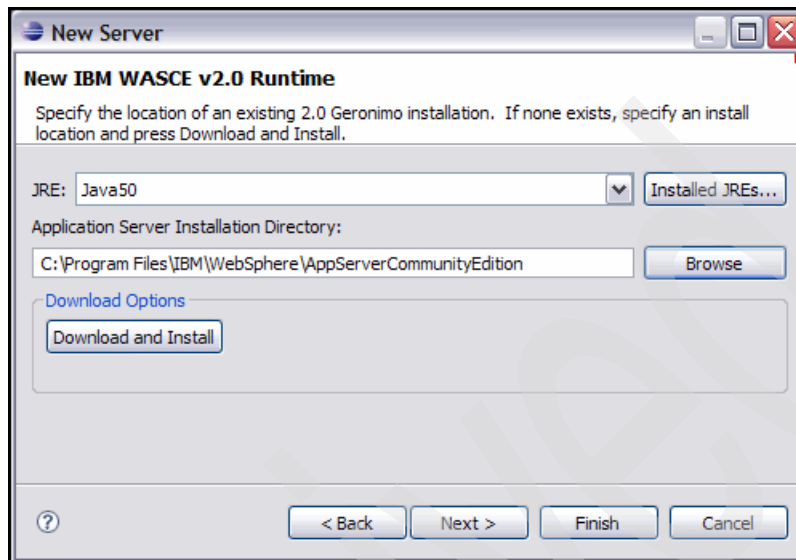 New Server
New IBM WASCE v2.0 Runtime
Specify the location of an existing 2.0 Geronimo installation. If none exists, specify an install
location and press Download and Install.
JRE: Java50 Installed JREs...
Application Server Installation Directory:
C:\Program Files\IBM\WebSphere\AppServerCommunityEdition Browse
Download Options
Download and Install
? < Back Next > Finish Cancel